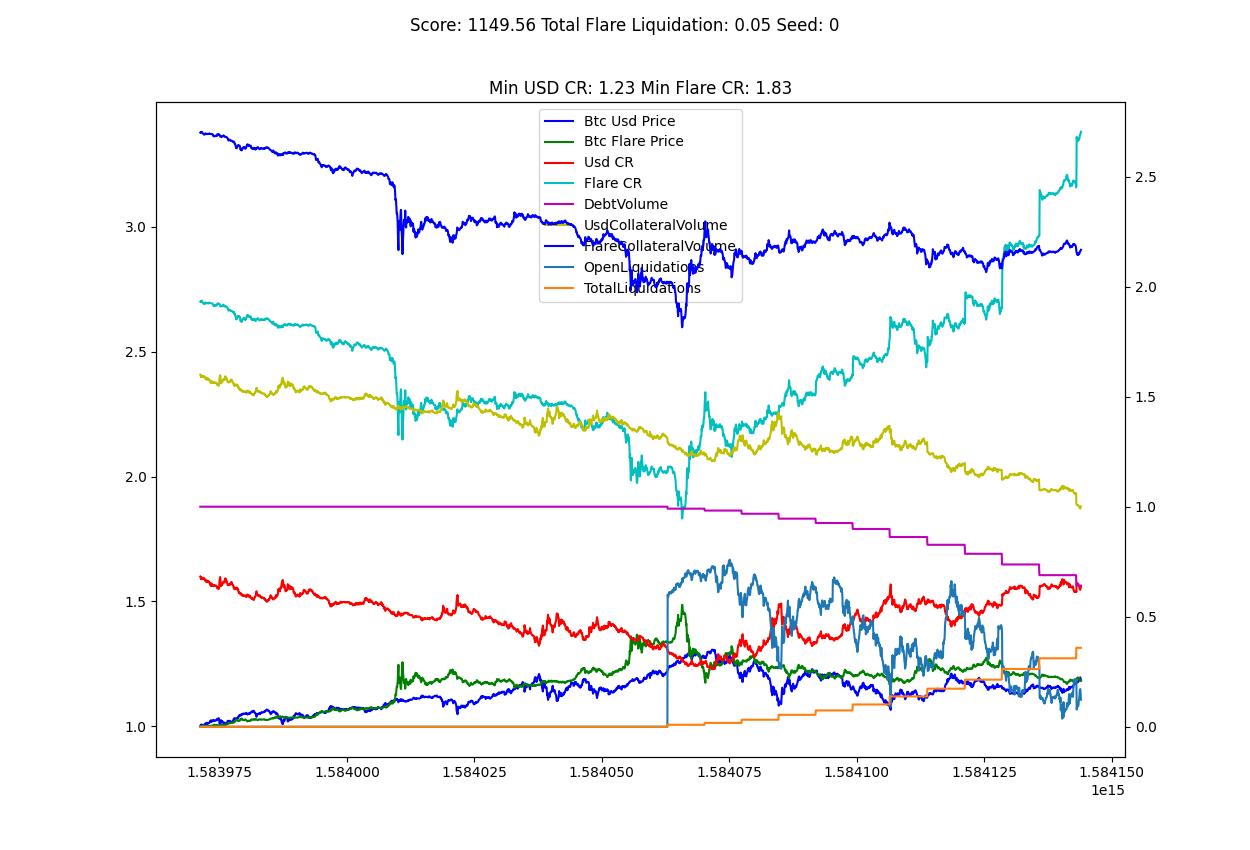 Score: 1149.56 Total Flare Liquidation: 0.05 Seed: 0
Min USD CR: 1.23 Min Flare CR: 1.83
Btc Usd Price
Btc Flare Price
Usd CR
Flare CR
DebtVolume
UsdCollateralVolume
FlareCollateralVolume
OpenLiquidations
TotalLiquidations
3.0
2.5
2.0
1.5
1.0
2.5
2.0
1.5
1.0
0.5
0.0
1.583975 1.584000 1.584025 1.584050 1.584075 1.584100 1.584125 1.584150
1e15